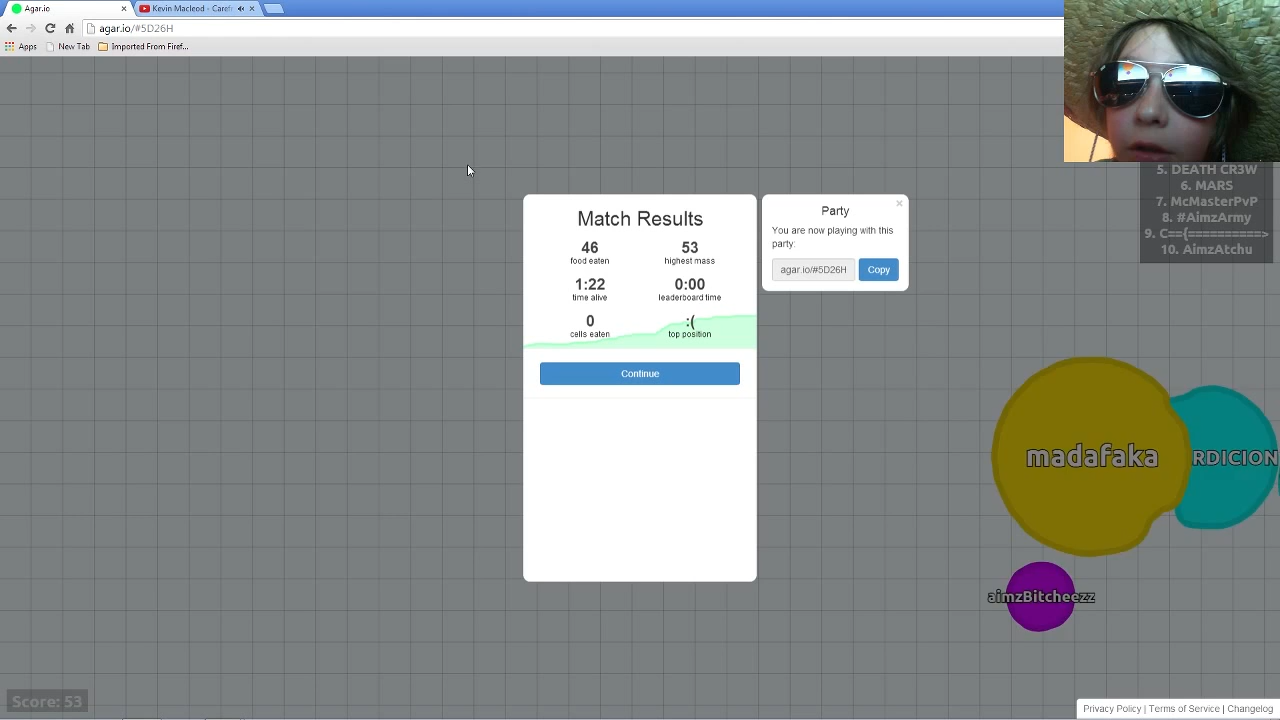 Agar.io
Kevin Macleod - Carefr
agar.io/#5D26H
Apps
New Tab
Imported From Firef...
5. DEATH CR3W
6. MARS
7. McMasterPvP
8. #AimzArmy
9. C=={==========>
10. AimzAtchu
Match Results
46
53
food eaten
highest mass
1:22
0:00
time alive
leaderboard time
0
:(
cells eaten
top position
Continue
Party
You are now playing with this
party:
agar.io/#5D26H
Copy
madafaka
RDICION
aimzBitcheezz
Score: 53
Privacy Policy | Terms of Service | Changelog